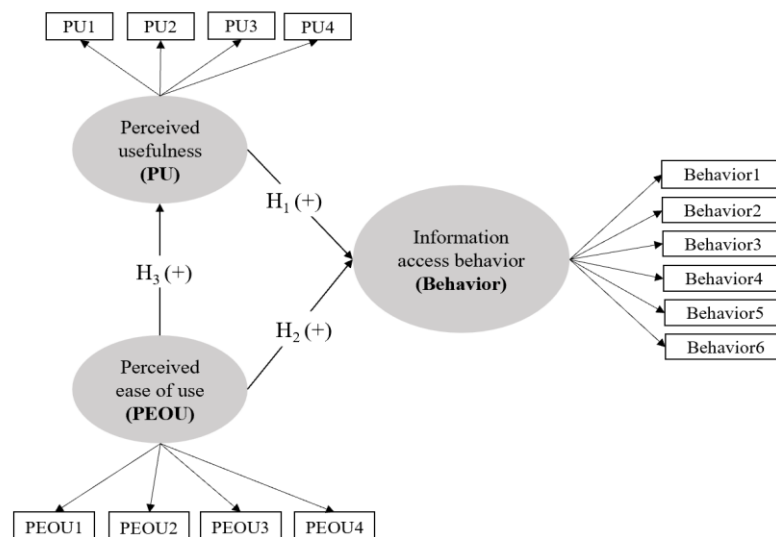 PU1
PU2
PU3
PU4
Perceived
usefulness
(PU)
H₁ (+)
Behavior1
Behavior2
Behavior3
Behavior4
Behavior5
Behavior6
Information
access behavior
(Behavior)
H₃ (+)
H₂ (+)
Perceived
ease of use
(PEOU)
PEOU1
PEOU2
PEOU3
PEOU4